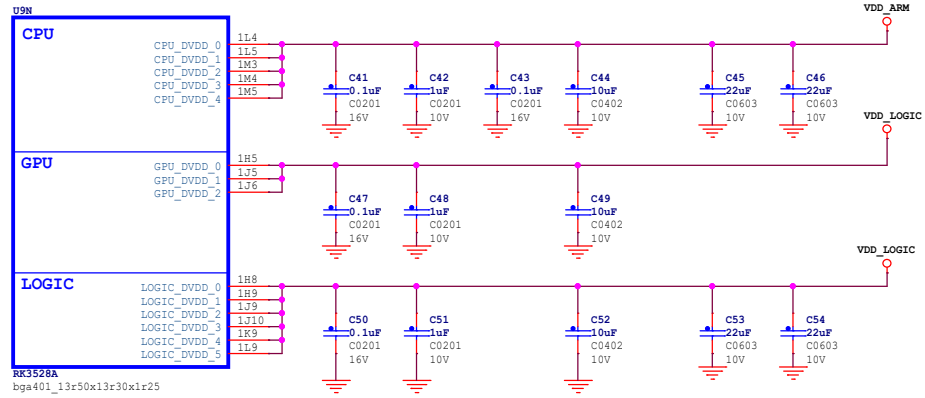 U9N
VDD_ARM
CPU
CPU_DVDD_0 1L4
CPU_DVDD_1 1L5
CPU_DVDD_2 1M3
CPU_DVDD_3 1M4
CPU_DVDD_4 1M5
C41 C42 C43 C44 C45 C46
0.1uF 1uF 0.1uF 10uF 22uF 22uF
C0201 C0201 C0201 C0402 C0603 C0603
16V 10V 16V 10V 10V 10V
VDD_LOGIC
GPU
GPU_DVDD_0 1H5
GPU_DVDD_1 1J5
GPU_DVDD_2 1J6
C47 C48 C49
0.1uF 1uF 10uF
C0201 C0201 C0402
16V 10V 10V
VDD_LOGIC
LOGIC
LOGIC_DVDD_0 1H8
LOGIC_DVDD_1 1H9
LOGIC_DVDD_2 1J9
LOGIC_DVDD_3 1J10
LOGIC_DVDD_4 1K9
LOGIC_DVDD_5 1L9
C50 C51 C52 C53 C54
0.1uF 1uF 10uF 22uF 22uF
C0201 C0201 C0402 C0603 C0603
16V 10V 10V 10V 10V
RK3528A
bga401_13r50x13r30x1r25